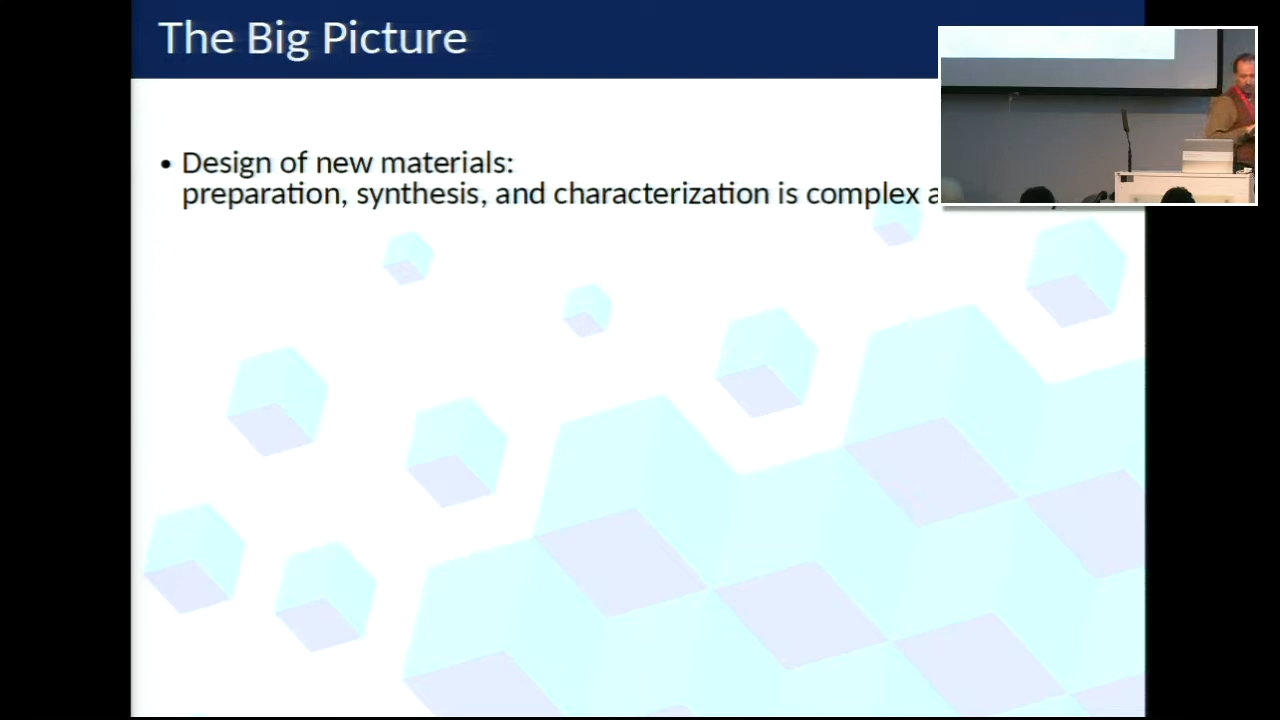 The Big Picture
• Design of new materials:
preparation, synthesis, and characterization is complex